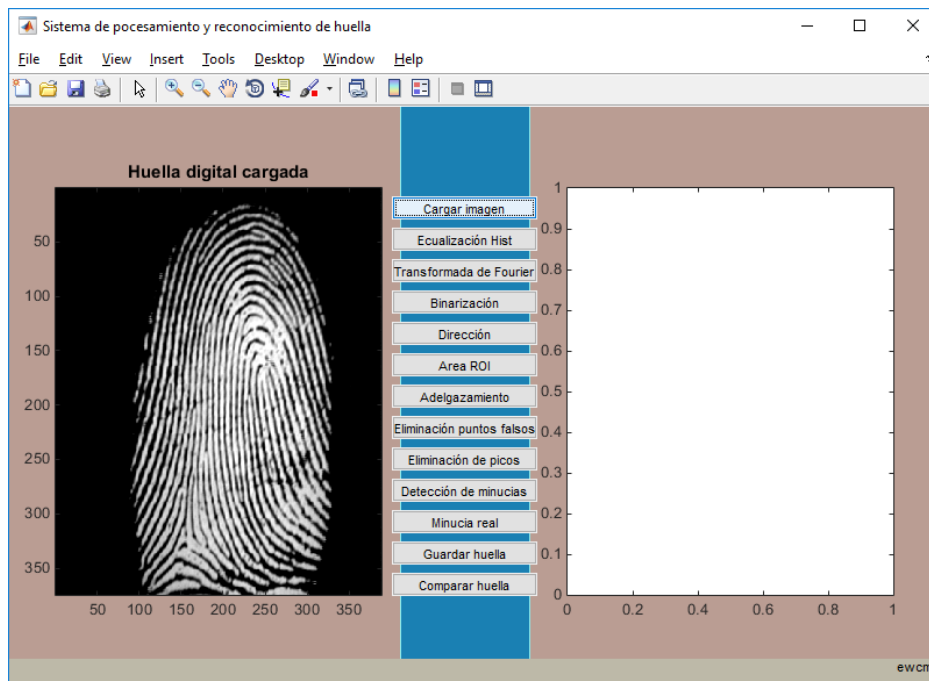 Sistema de pocesamiento y reconocimiento de huella
File Edit View Insert Tools Desktop Window Help
Huella digital cargada
50
100
150
200
250
300
350
50 100 150 200 250 300 350
Cargar imagen
Ecualización Hist
Transformada de Fourier
Binarización
Dirección
Area ROI
Adelgazamiento
Eliminación puntos falsos
Eliminación de picos
Detección de minucias
Minucia real
Guardar huella
Comparar huella
1
0.9
0.8
0.7
0.6
0.5
0.4
0.3
0.2
0.1
0
0 0.2 0.4 0.6 0.8 1
ewcm